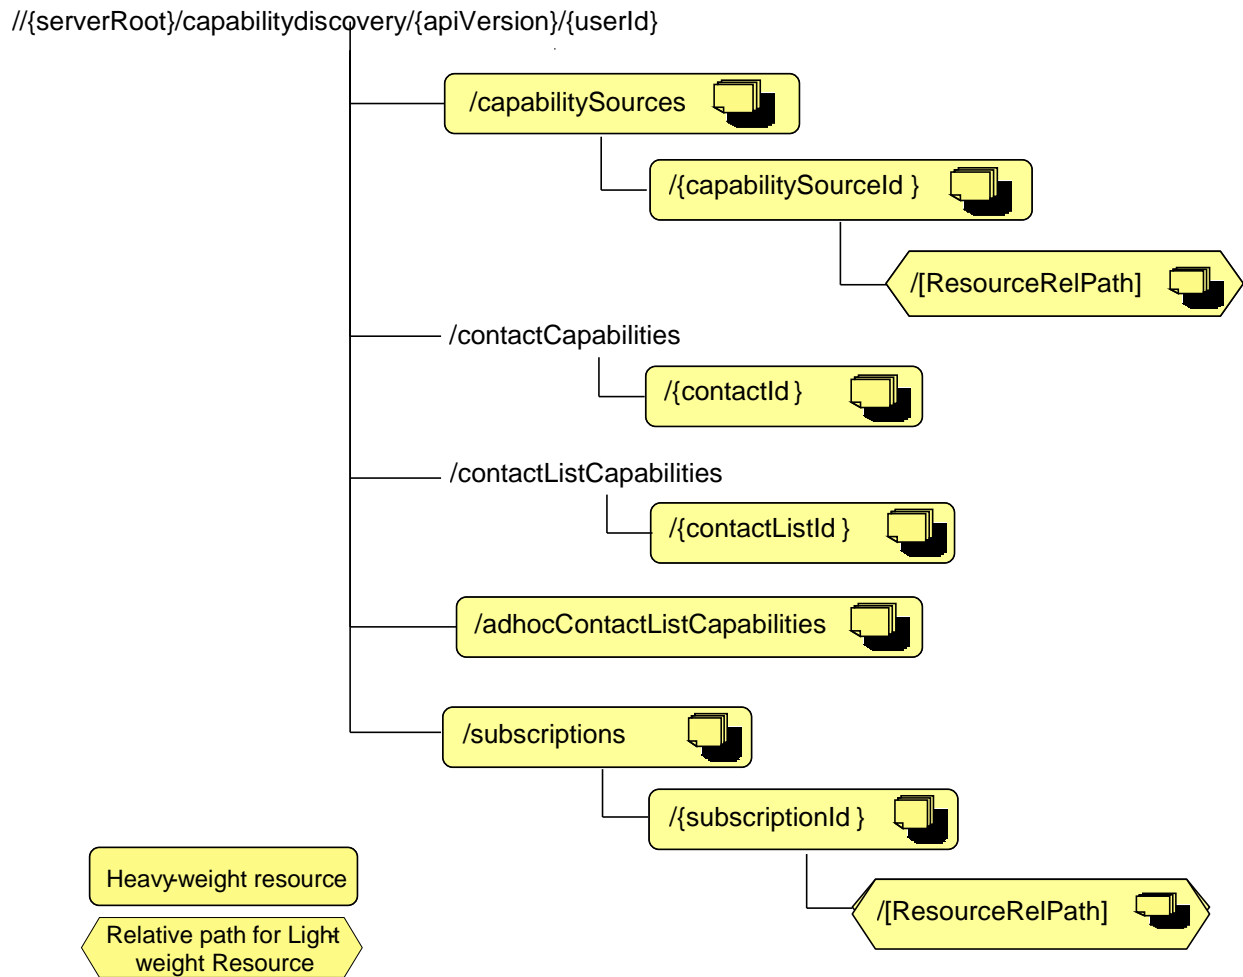 //{serverRoot}/capabilitydiscovery/{apiVersion}/{userId}
/capabilitySources
/{capabilitySourceId }
/[ResourceRelPath]
/contactCapabilities
/{contactId }
/contactListCapabilities
/{contactListId }
/adhocContactListCapabilities
/subscriptions
/{subscriptionId }
/[ResourceRelPath]
Heavy-weight resource
Relative path for Light-
weight Resource